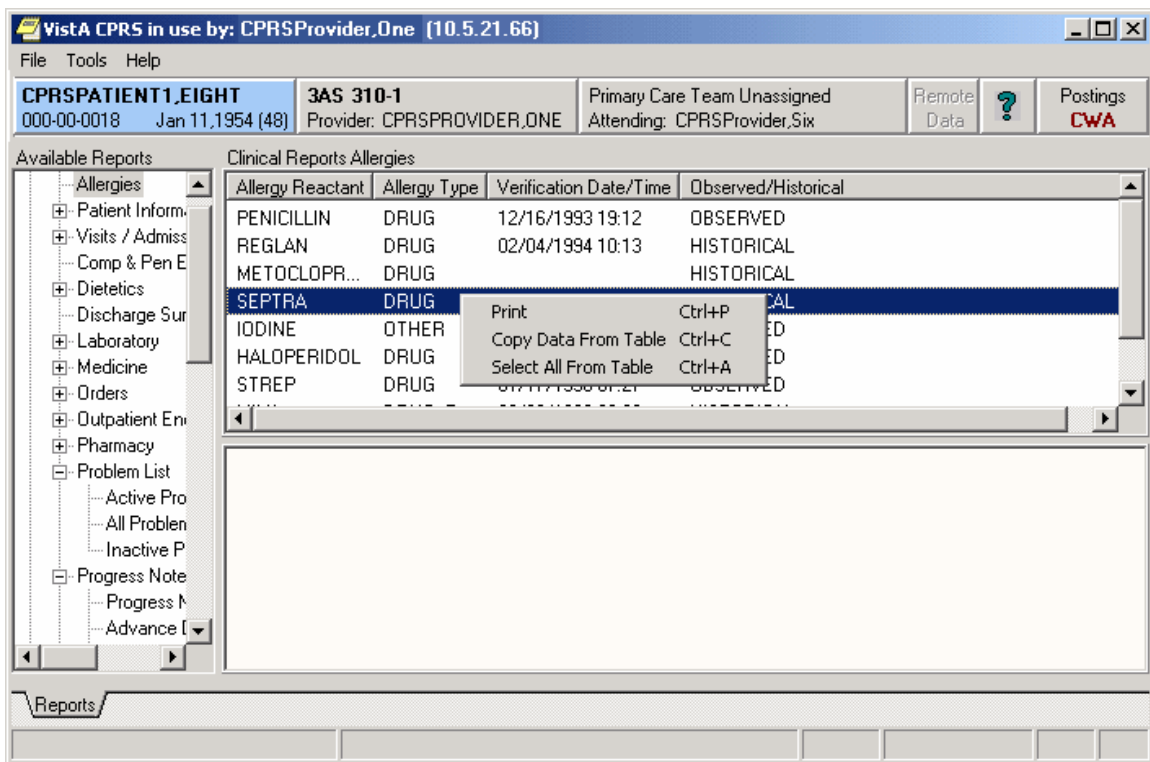 VistA CPRS in use by: CPRSProvider,One (10.5.21.66)
File Tools Help
CPRSPATIENT1,EIGHT
000-00-0018 Jan 11,1954 (48)
3AS 310-1
Provider: CPRSPROVIDER,ONE
Primary Care Team Unassigned
Attending: CPRSProvider,Six
Remote
Data
?
Postings
CWA
Available Reports
Allergies
Patient Inform
Visits / Admiss
Comp & Pen E
Dietetics
Discharge Sur
Laboratory
Medicine
Orders
Outpatient En
Pharmacy
Problem List
Active Pro
All Problem
Inactive P
Progress Note
Progress N
Advance D
Clinical Reports Allergies
Allergy Reactant Allergy Type Verification Date/Time Observed/Historical
PENICILLIN DRUG 12/16/1993 19:12 OBSERVED
REGLAN DRUG 02/04/1994 10:13 HISTORICAL
METOCLOPR... DRUG HISTORICAL
SEPTRA DRUG CAL
IODINE OTHER ED
HALOPERIDOL DRUG ED
STREP DRUG OBSERVED
Print Ctrl+P
Copy Data From Table Ctrl+C
Select All From Table Ctrl+A
Reports